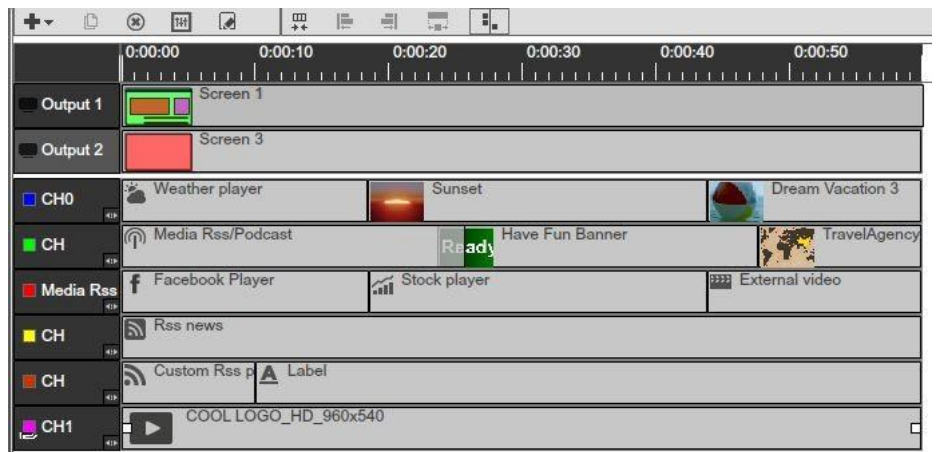 0:00:00 0:00:10 0:00:20 0:00:30 0:00:40 0:00:50
Output 1 Screen 1
Output 2 Screen 3
CH0 Weather player Sunset Dream Vacation 3
CH Media Rss/Podcast Ready Have Fun Banner TravelAgency
Media Rss Facebook Player Stock player External video
CH Rss news
CH Custom Rss p A Label
CH1 COOL LOGO_HD_960x540